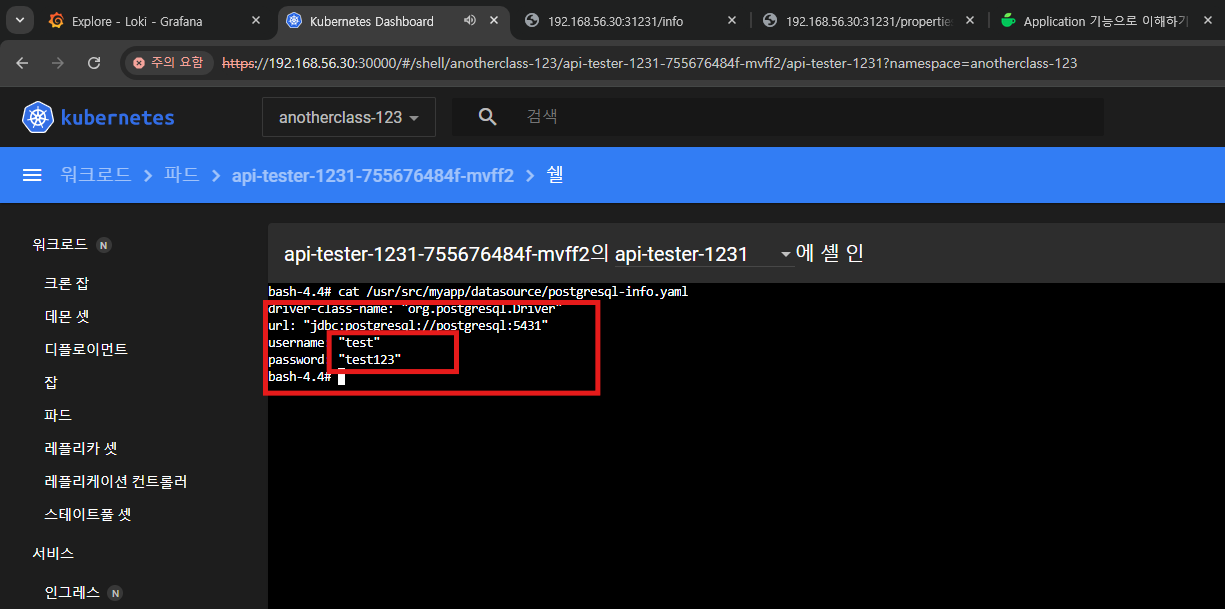 Explore - Loki - Grafana
Kubernetes Dashboard
192.168.56.30:31231/info
192.168.56.30:31231/propertie
Application 기능으로 이해하기
주의 요함
https://192.168.56.30:30000/#/shell/anotherclass-123/api-tester-1231-755676484f-mvff2/api-tester-1231?namespace=anotherclass-123
kubernetes
anotherclass-123
검색
워크로드 > 파드 > api-tester-1231-755676484f-mvff2 > 쉘
워크로드 N
크론 잡
데몬 셋
디플로이먼트
잡
파드
레플리카 셋
레플리케이션 컨트롤러
스테이트풀 셋
서비스
인그레스 N
api-tester-1231-755676484f-mvff2의 api-tester-1231 에 셸 인
bash-4.4# cat /usr/src/myapp/datasource/postgresql-info.yaml
driver-class-name: "org.postgresql.Driver"
url: "jdbc:postgresql://postgresql:5431"
username "test"
password "test123"
bash-4.4#